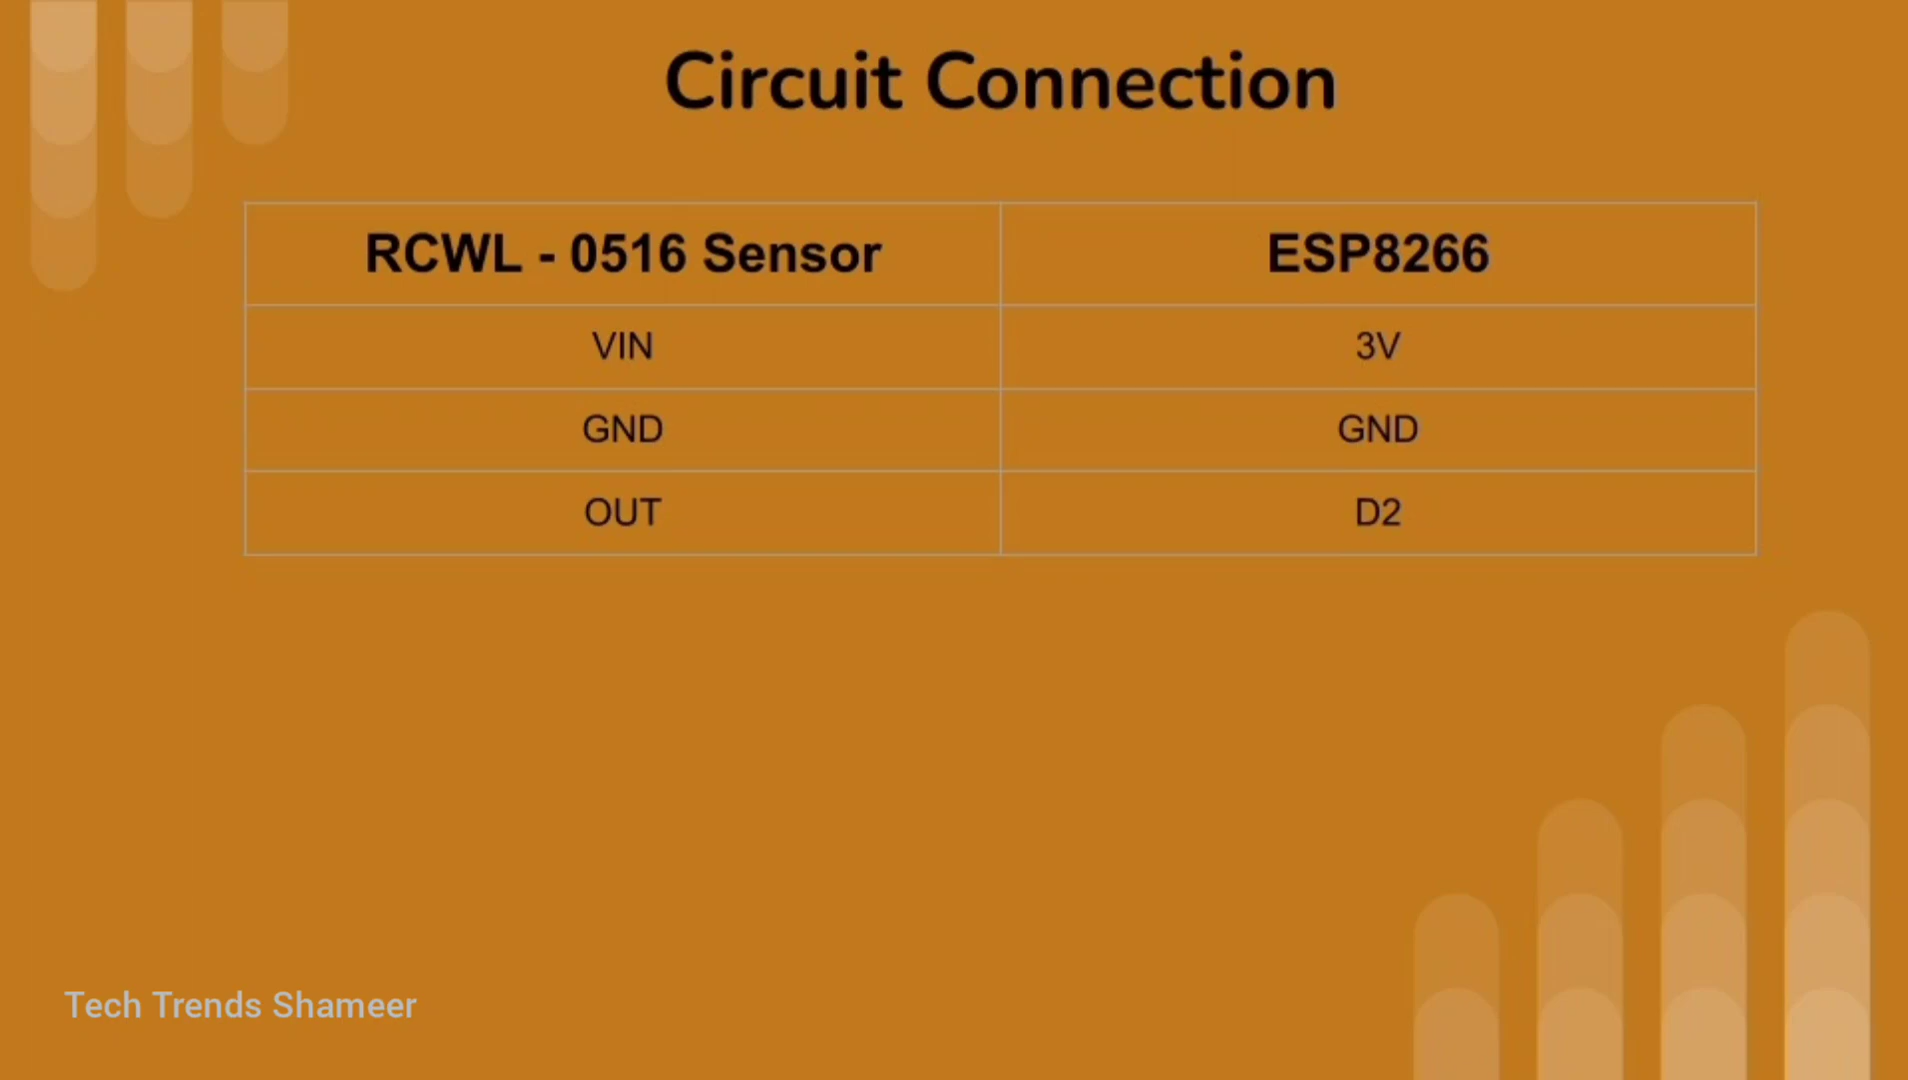 Circuit Connection
RCWL - 0516 Sensor ESP8266
VIN 3V
GND GND
OUT D2
Tech Trends Shameer